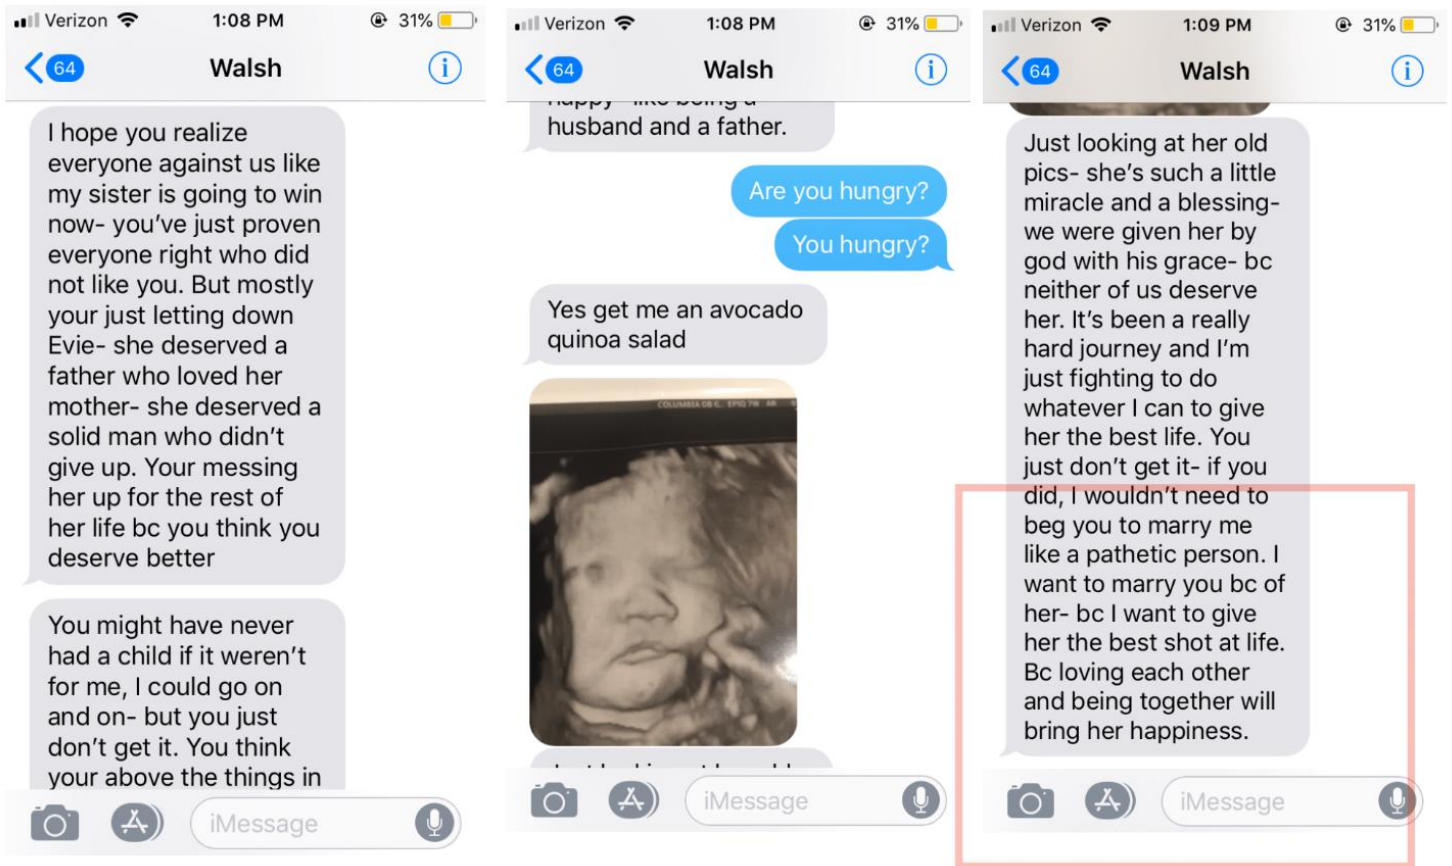 Verizon 1:08 PM 31%
64 Walsh
I hope you realize
everyone against us like
my sister is going to win
now- you've just proven
everyone right who did
not like you. But mostly
your just letting down
Evie- she deserved a
father who loved her
mother- she deserved a
solid man who didn't
give up. Your messing
her up for the rest of
her life bc you think you
deserve better
You might have never
had a child if it weren't
for me, I could go on
and on- but you just
don't get it. You think
your above the things in
iMessage
Verizon 1:08 PM 31%
64 Walsh
happy- like being a
husband and a father.
Are you hungry?
You hungry?
Yes get me an avocado
quinoa salad
COLUMBIA OB EPIQ 7W
iMessage
Verizon 1:09 PM 31%
64 Walsh
Just looking at her old
pics- she's such a little
miracle and a blessing-
we were given her by
god with his grace- bc
neither of us deserve
her. It's been a really
hard journey and I'm
just fighting to do
whatever I can to give
her the best life. You
just don't get it- if you
did, I wouldn't need to
beg you to marry me
like a pathetic person. I
want to marry you bc of
her- bc I want to give
her the best shot at life.
Bc loving each other
and being together will
bring her happiness.
iMessage